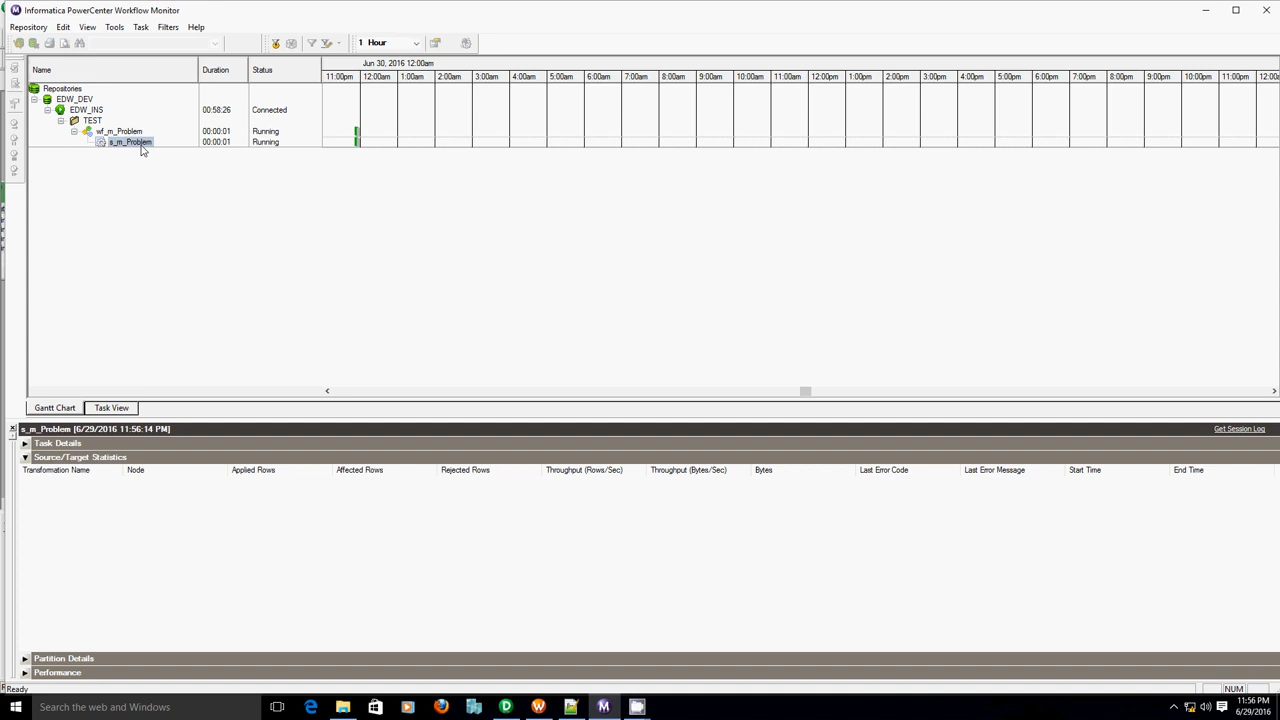 Informatica PowerCenter Workflow Monitor
Repository Edit View Tools Task Filters Help
1 Hour
Name Duration Status Jun 30, 2016 12:00am
11:00pm 12:00am 1:00am 2:00am 3:00am 4:00am 5:00am 6:00am 7:00am 8:00am 9:00am 10:00am 11:00am 12:00pm 1:00pm 2:00pm 3:00pm 4:00pm 5:00pm 6:00pm 7:00pm 8:00pm 9:00pm 10:00pm 11:00pm 12:00
Repositories
EDW_DEV
EDW_INS 00:58:26 Connected
TEST
wf_m_Problem 00:00:01 Running
s_m_Problem 00:00:01 Running
Gantt Chart Task View
s_m_Problem [6/29/2016 11:56:14 PM] Get Session Log
Task Details
Source/Target Statistics
Transformation Name Node Applied Rows Affected Rows Rejected Rows Throughput (Rows/Sec) Throughput (Bytes/Sec) Bytes Last Error Code Last Error Message Start Time End Time
Partition Details
Performance
Ready NUM
Search the web and Windows
11:56 PM
6/29/2016